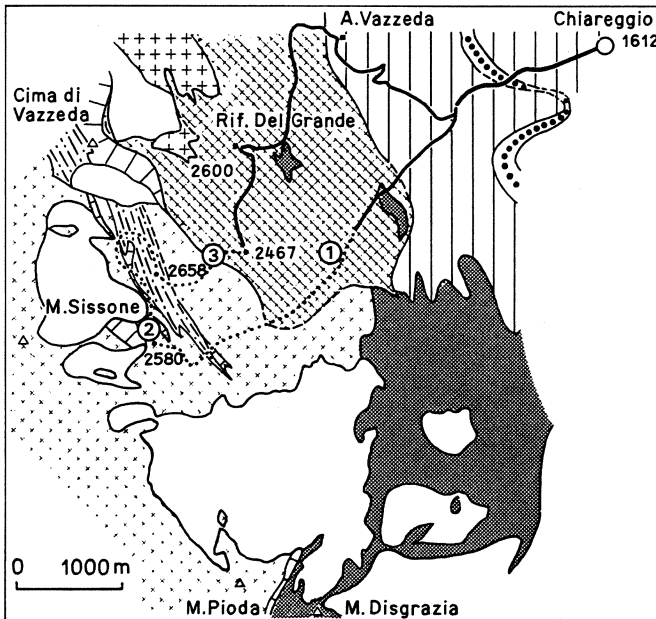 A.Vazzeda
Chiareggio
1612
Cima di
Vazzeda
Rif. Del Grande
2600
3
2467
1
2658
M.Sissone
2
2580
0 1000 m
M.Pioda
M. Disgrazia